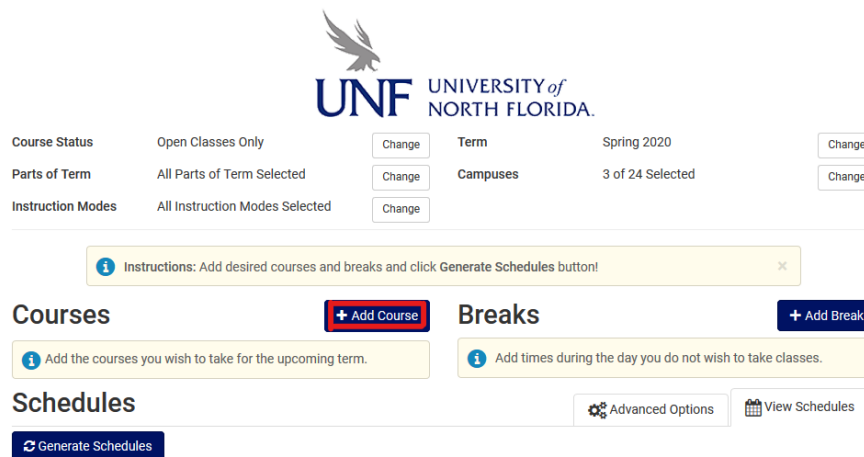 UNF UNIVERSITY of
NORTH FLORIDA.
Course Status Open Classes Only Change Term Spring 2020 Change
Parts of Term All Parts of Term Selected Change Campuses 3 of 24 Selected Change
Instruction Modes All Instruction Modes Selected Change
Instructions: Add desired courses and breaks and click Generate Schedules button! ×
Courses + Add Course Breaks + Add Break
Add the courses you wish to take for the upcoming term. Add times during the day you do not wish to take classes.
Schedules Advanced Options View Schedules
Generate Schedules